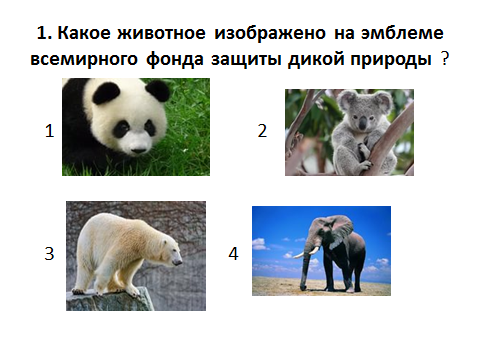 1. Какое животное изображено на эмблеме
всемирного фонда защиты дикой природы ?
1
2
3
4